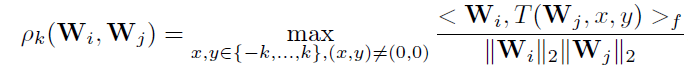 ρ_k(W_i, W_j) = max_{x,y∈{−k,...,k},(x,y)≠(0,0)} < W_i, T(W_j, x, y) >_f / ‖W_i‖_2‖W_j‖_2